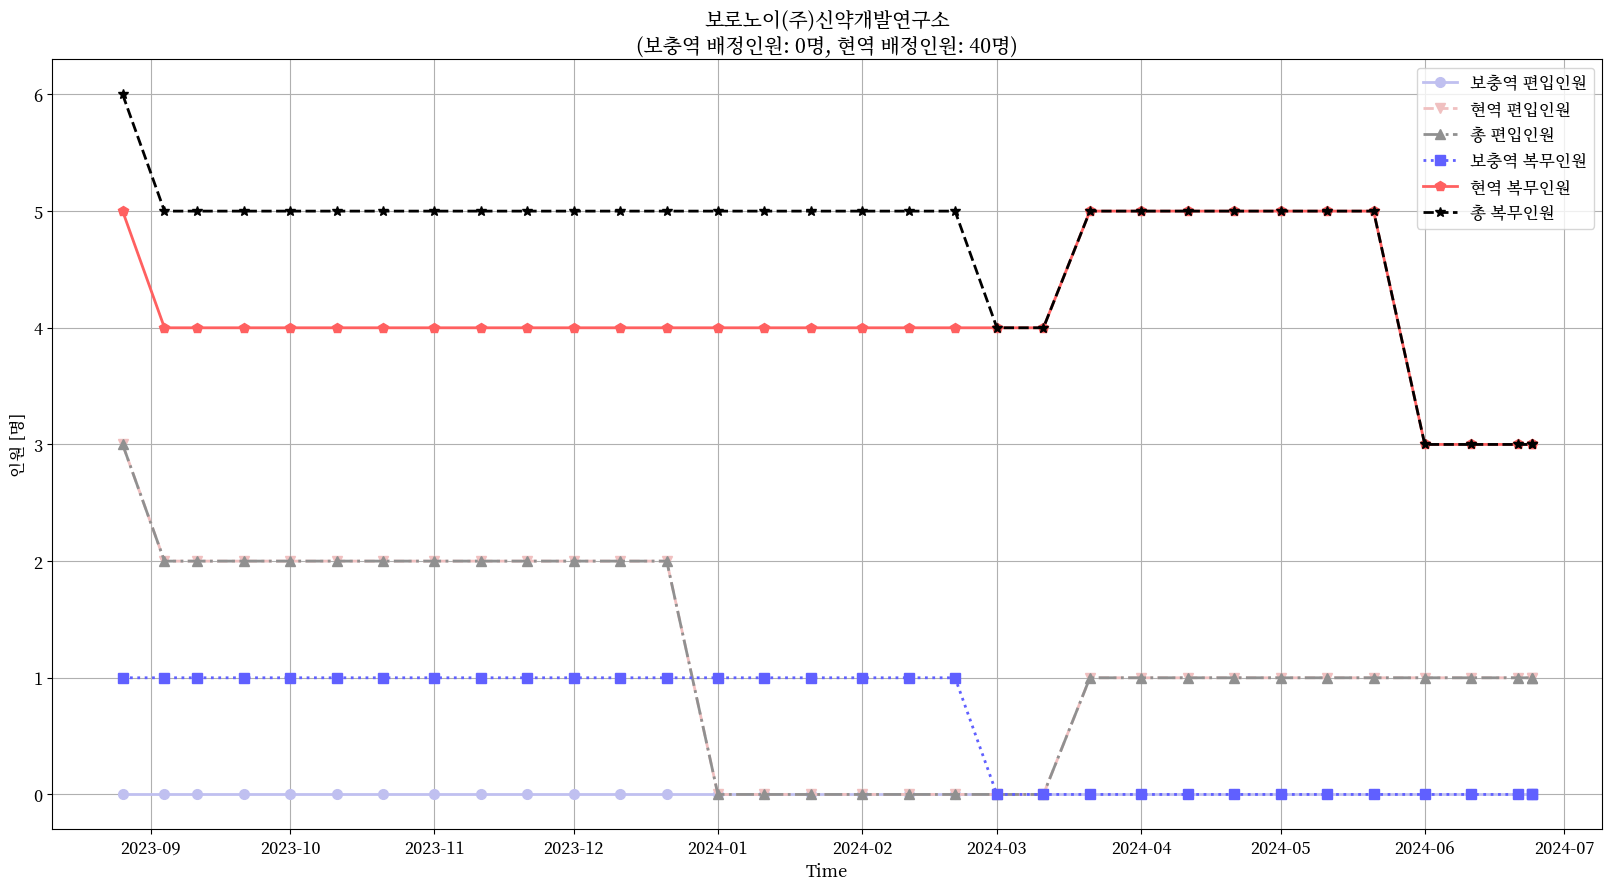 보로노이(주)신약개발연구소
(보충역 배정인원: 0명, 현역 배정인원: 40명)
보충역 편입인원
현역 편입인원
총 편입인원
보충역 복무인원
현역 복무인원
총 복무인원
인원 [명]
6
5
4
3
2
1
0
2023-09 2023-10 2023-11 2023-12 2024-01 2024-02 2024-03 2024-04 2024-05 2024-06 2024-07
Time